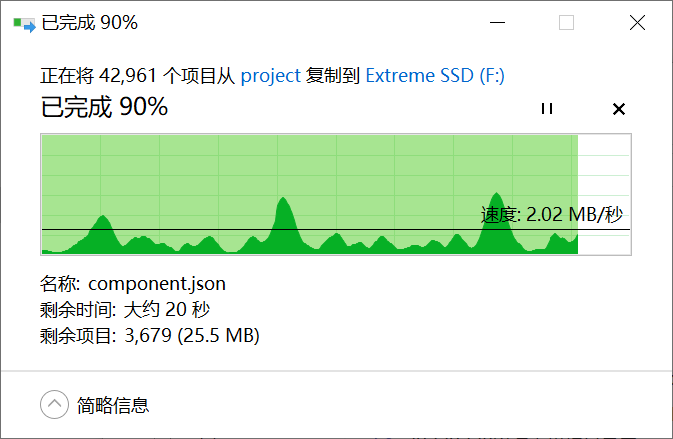 已完成 90%
正在将 42,961 个项目从 project 复制到 Extreme SSD (F:)
已完成 90%
速度: 2.02 MB/秒
名称: component.json
剩余时间: 大约 20 秒
剩余项目: 3,679 (25.5 MB)
简略信息